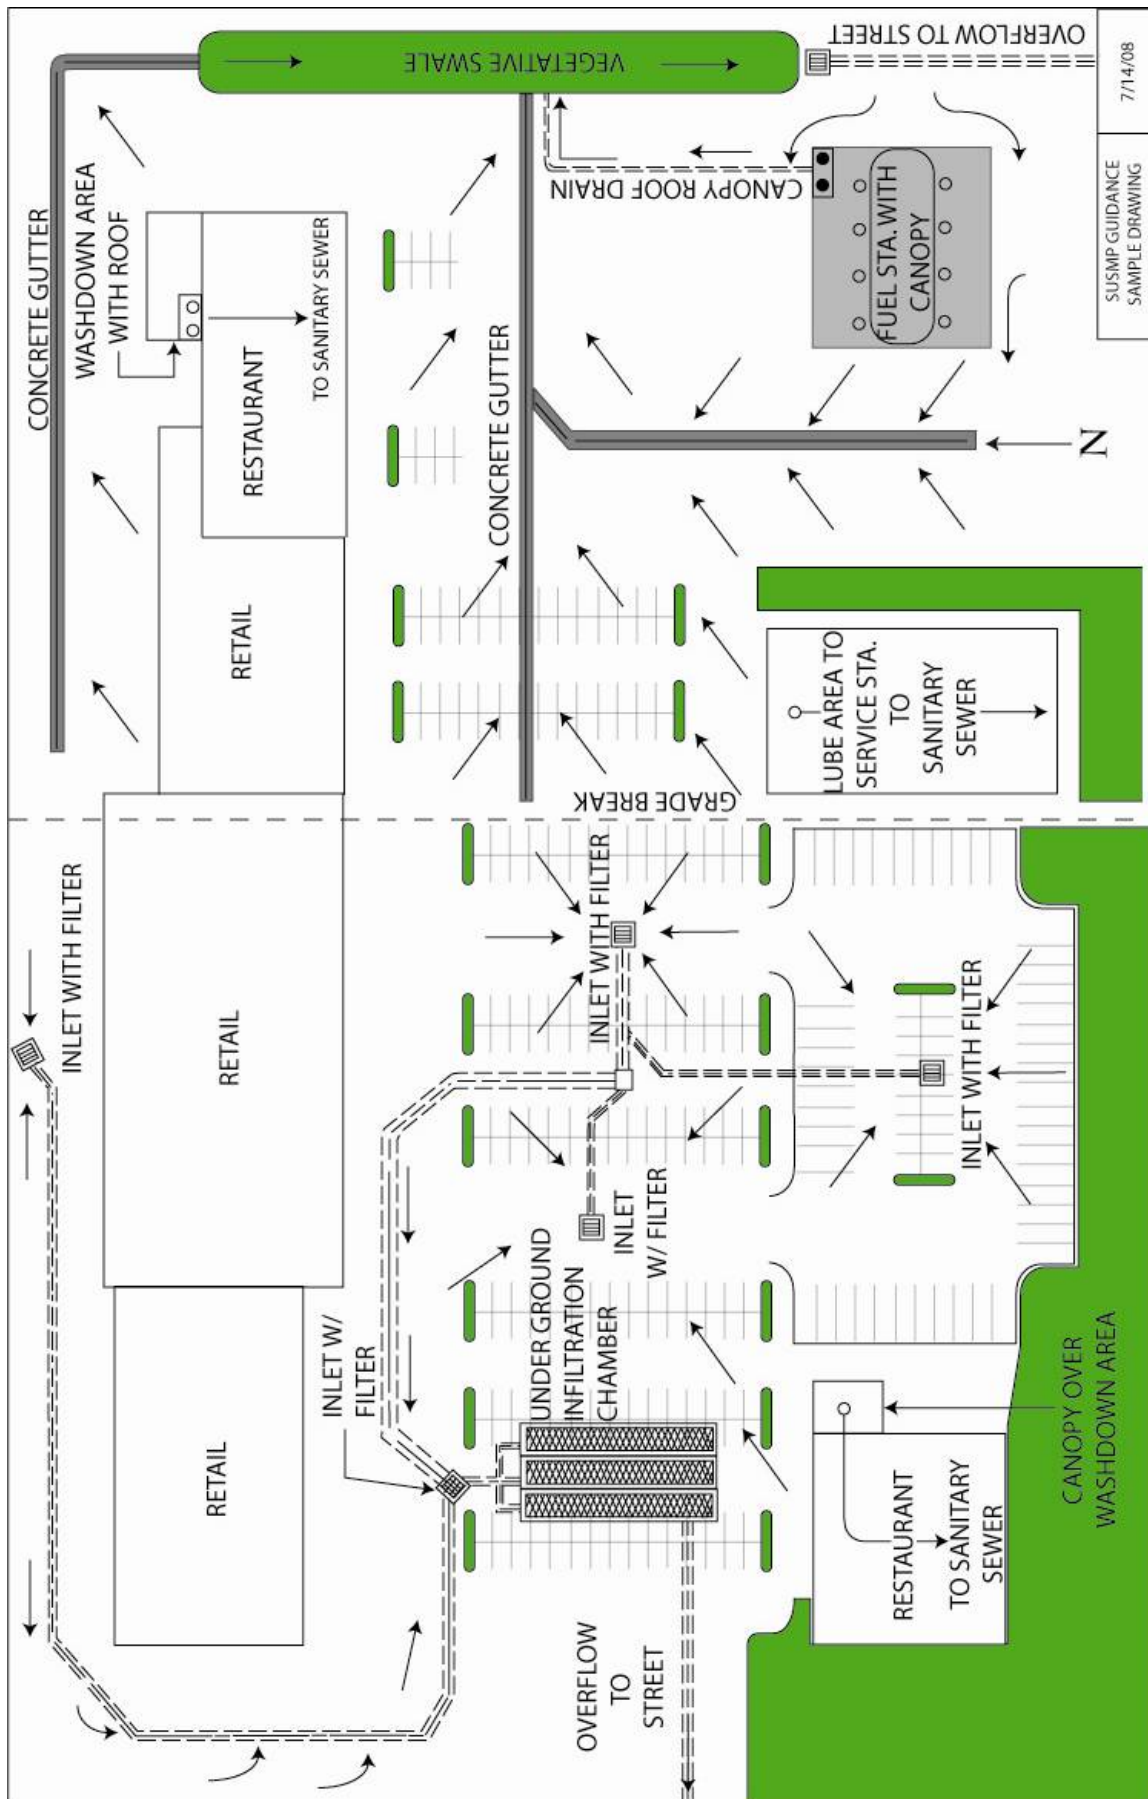 OVERFLOW TO STREET
VEGETATIVE SWALE
7/14/08
SUSMP GUIDANCE
SAMPLE DRAWING
CANOPY ROOF DRAIN
FUEL STA. WITH
CANOPY
CONCRETE GUTTER
WASHDOWN AREA
WITH ROOF
TO SANITARY SEWER
RESTAURANT
CONCRETE GUTTER
N
RETAIL
LUBE AREA TO
SERVICE STA.
TO
SANITARY
SEWER
GRADE BREAK
INLET WITH FILTER
INLET WITH FILTER
RETAIL
INLET WITH FILTER
INLET
W/ FILTER
UNDER GROUND
INFILTRATION
CHAMBER
INLET W/
FILTER
RETAIL
CANOPY OVER
WASHDOWN AREA
RESTAURANT
TO SANITARY
SEWER
OVERFLOW
TO
STREET